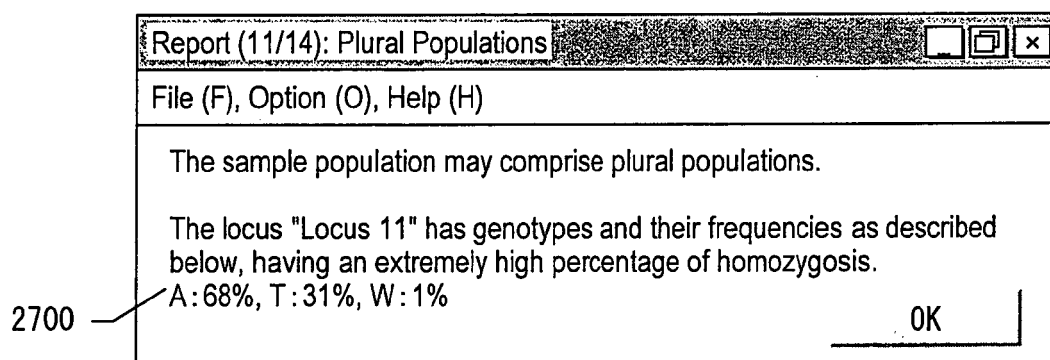 Report (11/14): Plural Populations
File (F), Option (O), Help (H)
The sample population may comprise plural populations.
The locus "Locus 11" has genotypes and their frequencies as described
below, having an extremely high percentage of homozygosis.
A:68%, T:31%, W:1%
2700
OK